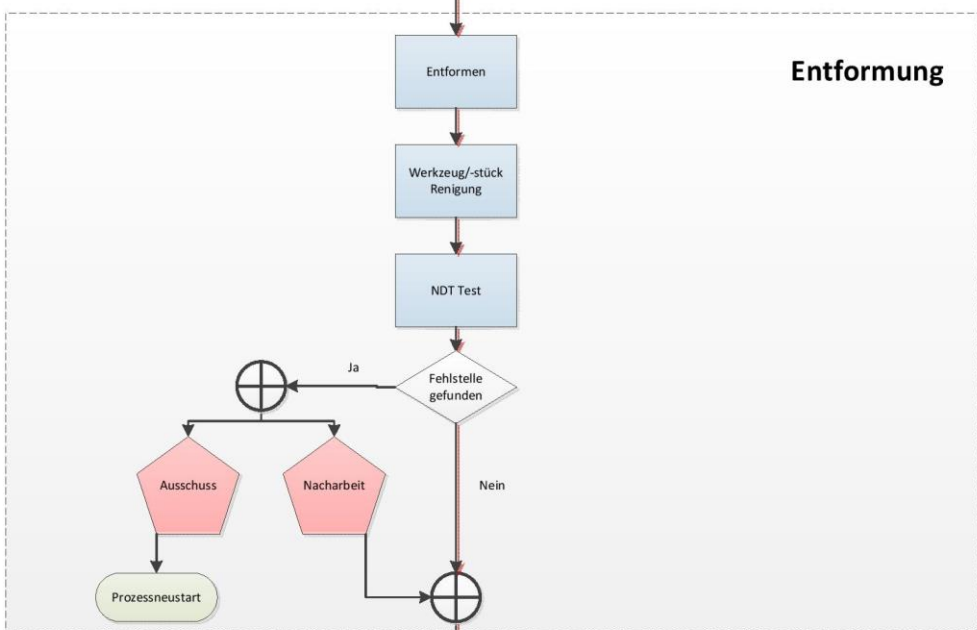 Entformung
Entformen
Werkzeug/-stück
Renigung
NDT Test
Fehlstelle
gefunden
Ja
Nein
Ausschuss
Nacharbeit
Prozessneustart